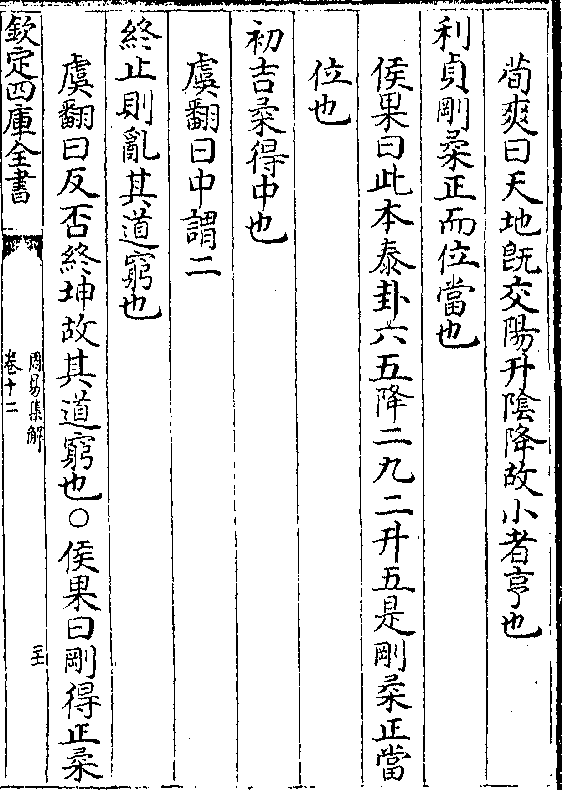 荀爽曰天地既交陽升陰降故小者亨也
利貞剛柔正而位當也
侯果曰此本泰卦六五降二九二升五是剛柔正當
位也
初吉柔得中也
虞翻曰中謂二
終止則亂其道窮也
虞翻曰反否終坤故其道窮也○侯果曰剛得正柔
欽定四庫全書
周易集解
卷十二